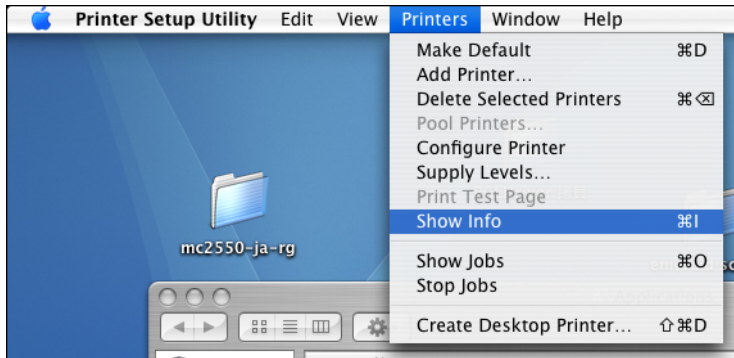 Printer Setup Utility Edit View Printers Window Help
Make Default ⌘D
Add Printer...
Delete Selected Printers ⌘⌫
Pool Printers...
Configure Printer
Supply Levels...
Print Test Page
Show Info ⌘I
Show Jobs ⌘O
Stop Jobs
Create Desktop Printer... ⇧⌘D
mc2550-ja-rg